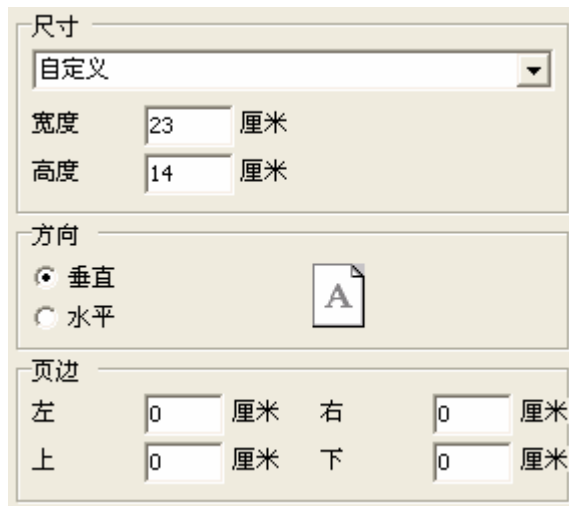 尺寸
自定义
宽度 23 厘米
高度 14 厘米
方向
垂直
A
水平
页边
左 0 厘米 右 0 厘米
上 0 厘米 下 0 厘米